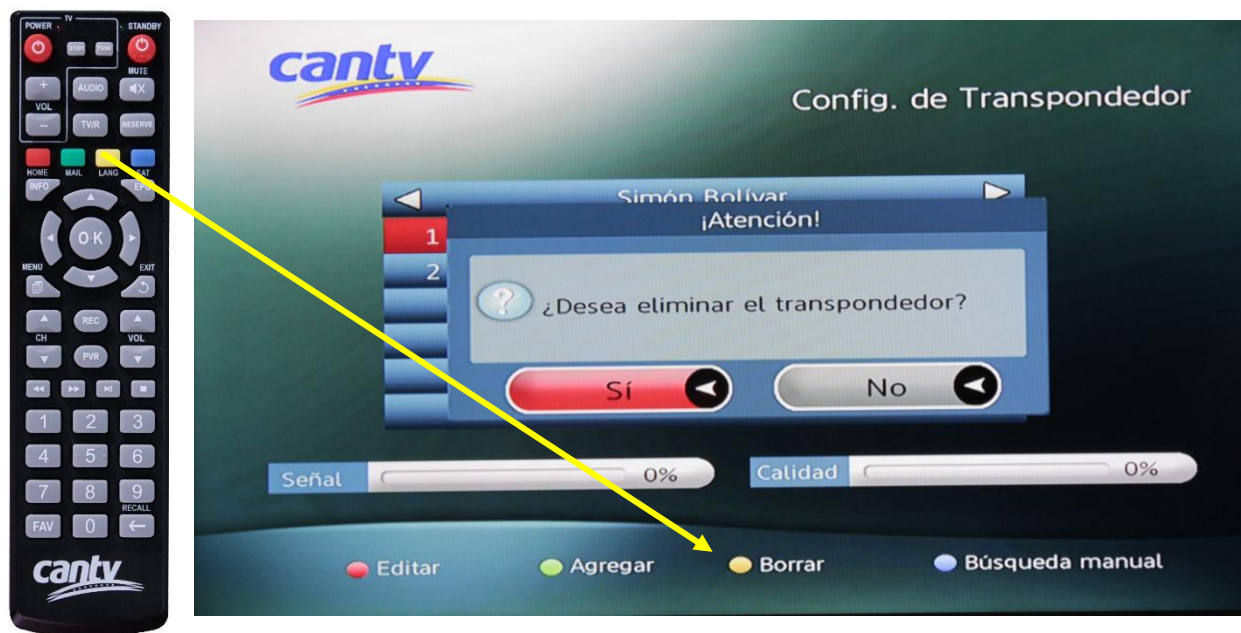 TV
POWER
STANDBY
MUTE
AUDIO
VOL
TV/R
RESERVE
HOME MAIL LANG SAT
INFO
EPG
OK
MENU
EXIT
REC
CH
VOL
PVR
1 2 3
4 5 6
7 8 9
RECALL
FAV 0
cantv
cantv
Config. de Transpondedor
Simón Bolívar
¡Atención!
1
2
¿Desea eliminar el transpondedor?
Sí No
Señal 0% Calidad 0%
Editar Agregar Borrar Búsqueda manual